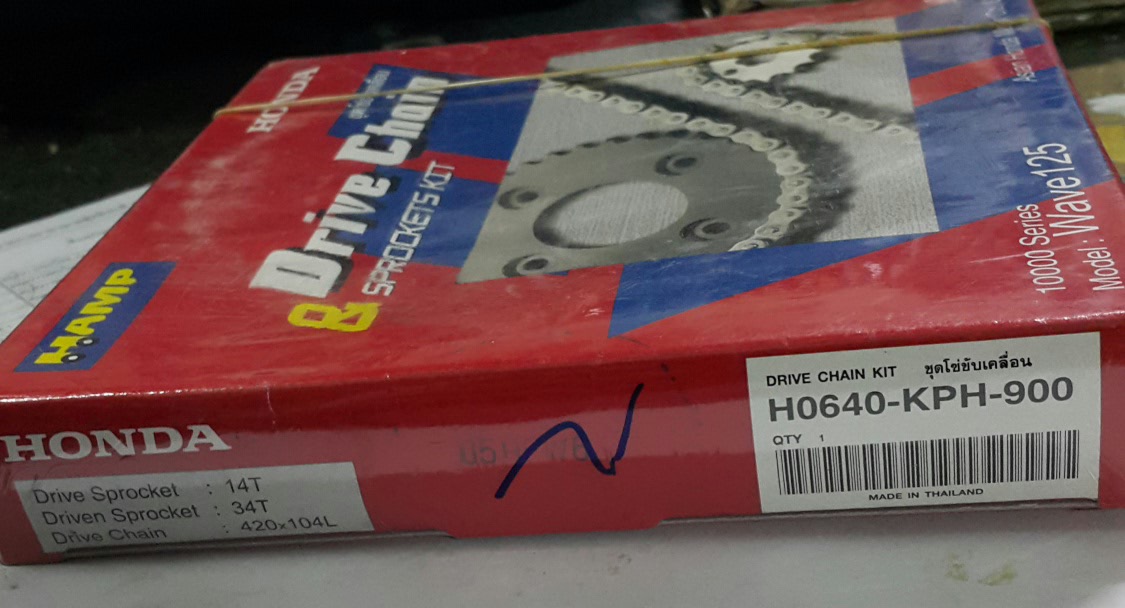 HONDA
Drive Chain
& SPROCKETS KIT
HAMP
Asian Honda
10000 Series
Model : Wave125
HONDA
Drive Sprocket : 14T
Driven Sprocket : 34T
Drive Chain : 420x104L
DRIVE CHAIN KIT ชุดโซ่ขับเคลื่อน
H0640-KPH-900
QTY 1
MADE IN THAILAND